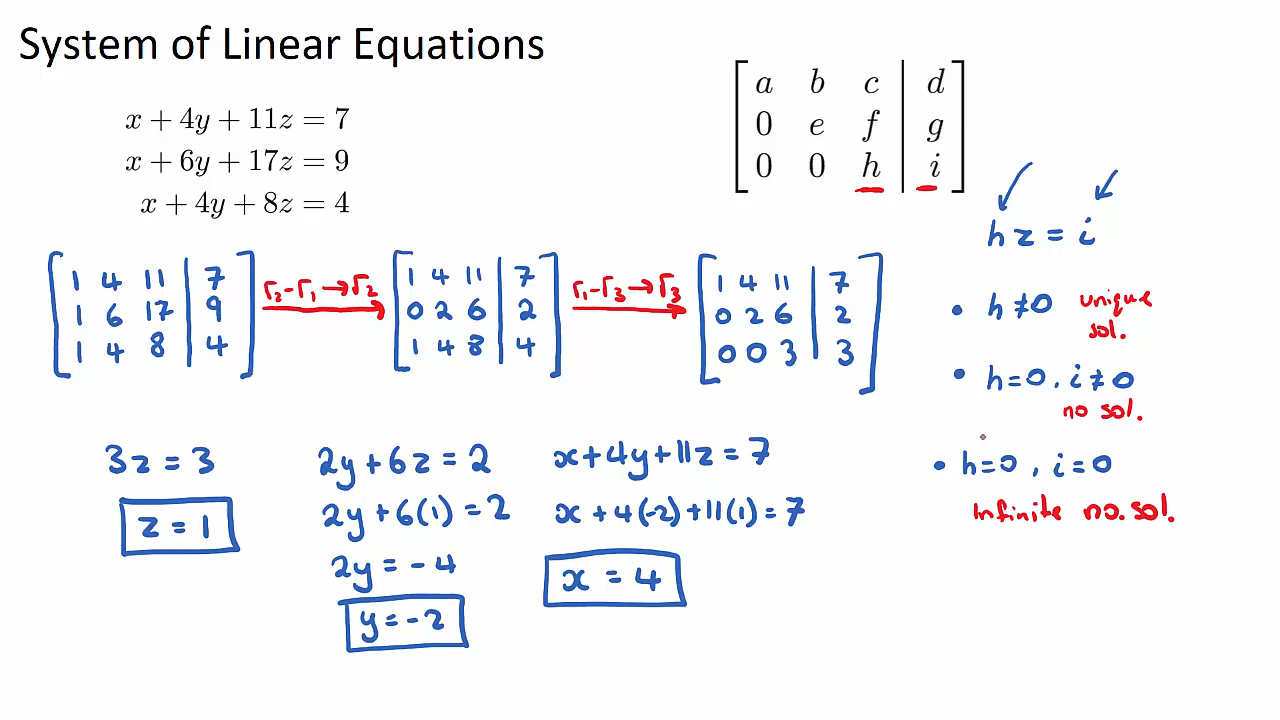 System of Linear Equations
x + 4y + 11z = 7
x + 6y + 17z = 9
x + 4y + 8z = 4
a b c | d
0 e f | g
0 0 h | i
hz = i
1 4 11 | 7
1 6 17 | 9
1 4 8 | 4
r₂-r₁→r₂
1 4 11 | 7
0 2 6 | 2
1 4 8 | 4
r₁-r₃→r₃
1 4 11 | 7
0 2 6 | 2
0 0 3 | 3
• h≠0 unique sol.
• h=0, i≠0
no sol.
• h=0, i=0
Infinite no. sol.
3z = 3
z = 1
2y+6z = 2
2y+6(1) = 2
2y = -4
y = -2
x+4y+11z = 7
x+4(-2)+11(1) = 7
x = 4